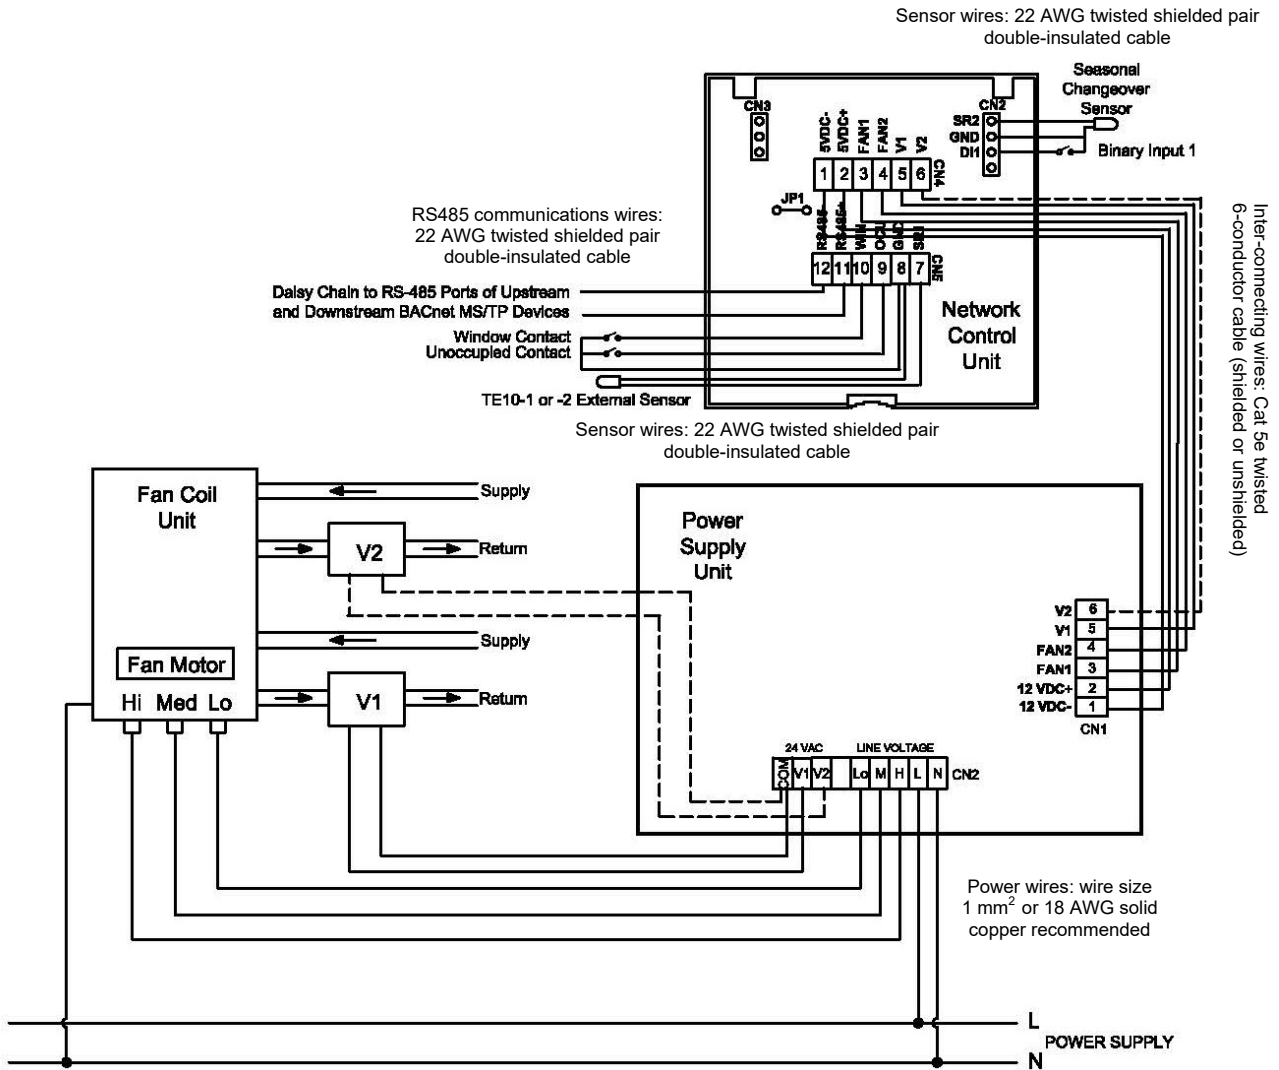 Sensor wires: 22 AWG twisted shielded pair
double-insulated cable
Seasonal
Changeover
Sensor
CN3
CN2
SR2
GND
DI1
Binary Input 1
5VDC-
5VDC+
FAN1
FAN2
V1
V2
1 2 3 4 5 6
CN4
JP1
RS485-
RS485+
WIN
OCU
GND
SR1
12 11 10 9 8 7
CN5
RS485 communications wires:
22 AWG twisted shielded pair
double-insulated cable
Daisy Chain to RS-485 Ports of Upstream
and Downstream BACnet MS/TP Devices
Window Contact
Unoccupied Contact
TE10-1 or -2 External Sensor
Network
Control
Unit
Inter-connecting wires: Cat 5e twisted
6-conductor cable (shielded or unshielded)
Sensor wires: 22 AWG twisted shielded pair
double-insulated cable
Fan Coil
Unit
Supply
V2
Return
Supply
Fan Motor
Hi Med Lo
V1
Return
Power
Supply
Unit
V2 6
V1 5
FAN2 4
FAN1 3
12 VDC+ 2
12 VDC- 1
CN1
24 VAC
LINE VOLTAGE
COM V1 V2 Lo M H L N
CN2
Power wires: wire size
1 mm² or 18 AWG solid
copper recommended
L
POWER SUPPLY
N